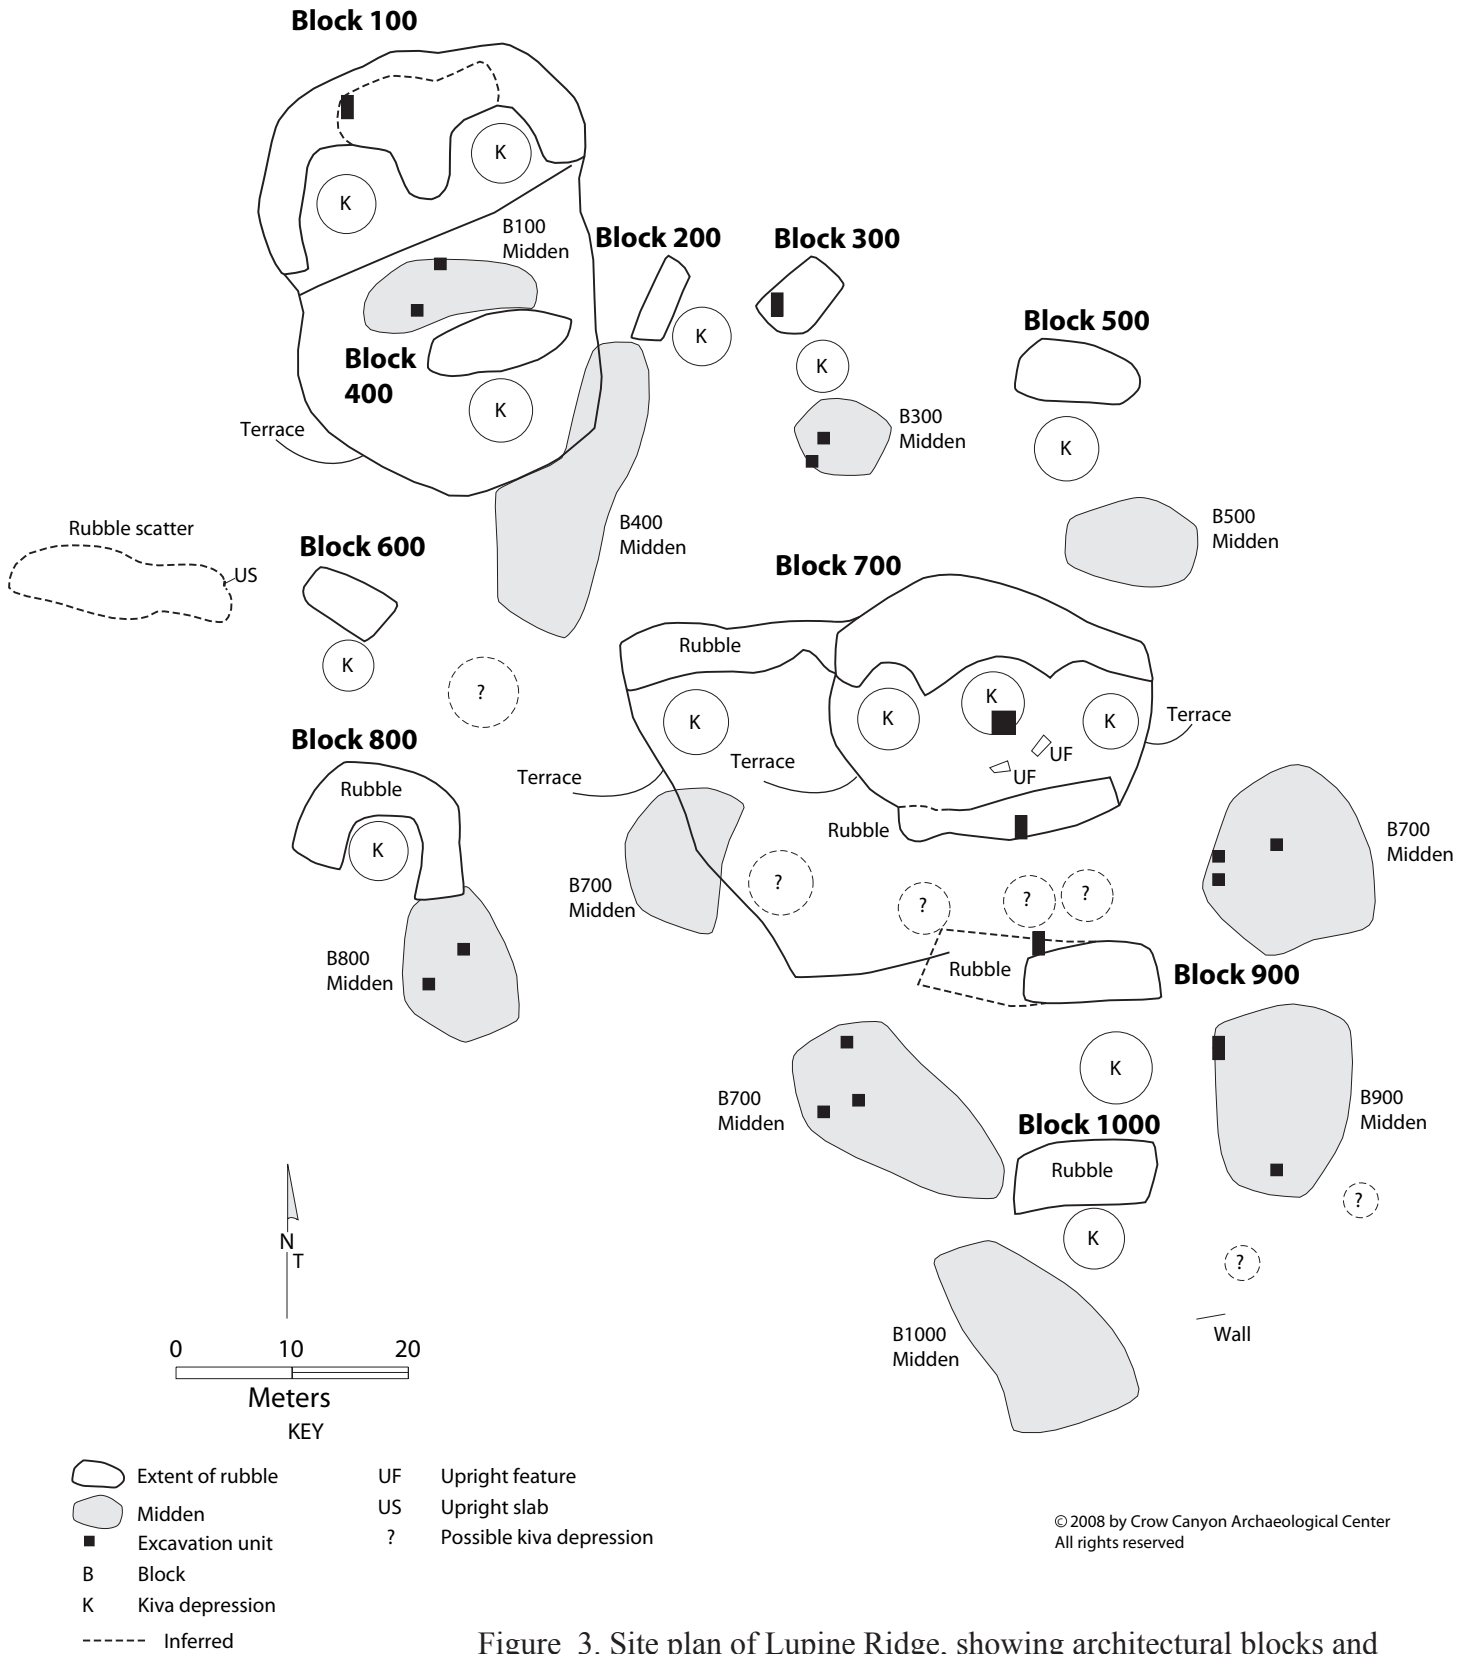 Block 100
K
K
B100
Midden
Block 200
Block 300
K
Block 500
Block
400
K
K
K
B300
Midden
K
Terrace
B400
Midden
B500
Midden
Rubble scatter
US
Block 600
Block 700
K
?
Rubble
K
K
K
K
Terrace
UF
UF
Terrace
Terrace
Block 800
Rubble
K
Rubble
B700
Midden
B700
Midden
?
?
?
?
B800
Midden
Rubble
Block 900
K
B700
Midden
B900
Midden
Block 1000
Rubble
K
?
?
Wall
B1000
Midden
N
T
0 10 20
Meters
KEY
Extent of rubble
Midden
Excavation unit
B Block
K Kiva depression
Inferred
UF Upright feature
US Upright slab
? Possible kiva depression
© 2008 by Crow Canyon Archaeological Center
All rights reserved
Figure 3. Site plan of Lupine Ridge, showing architectural blocks and